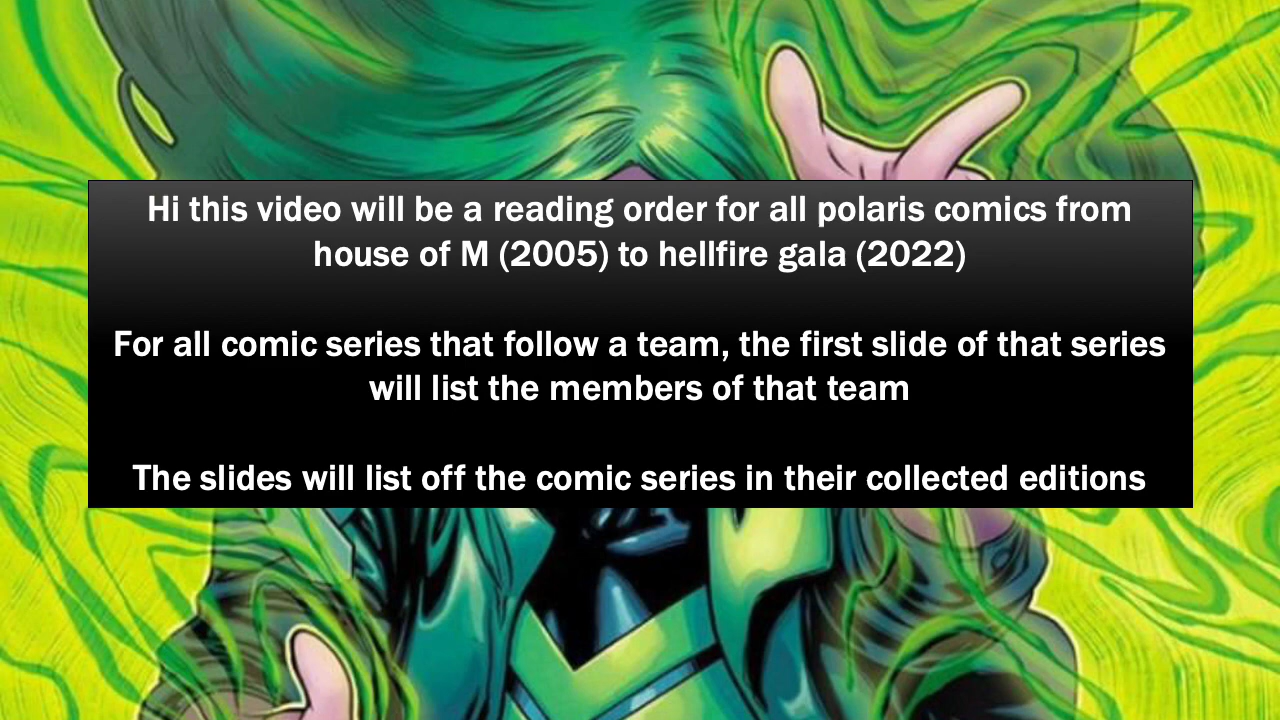 Hi this video will be a reading order for all polaris comics from
house of M (2005) to hellfire gala (2022)
For all comic series that follow a team, the first slide of that series
will list the members of that team
The slides will list off the comic series in their collected editions